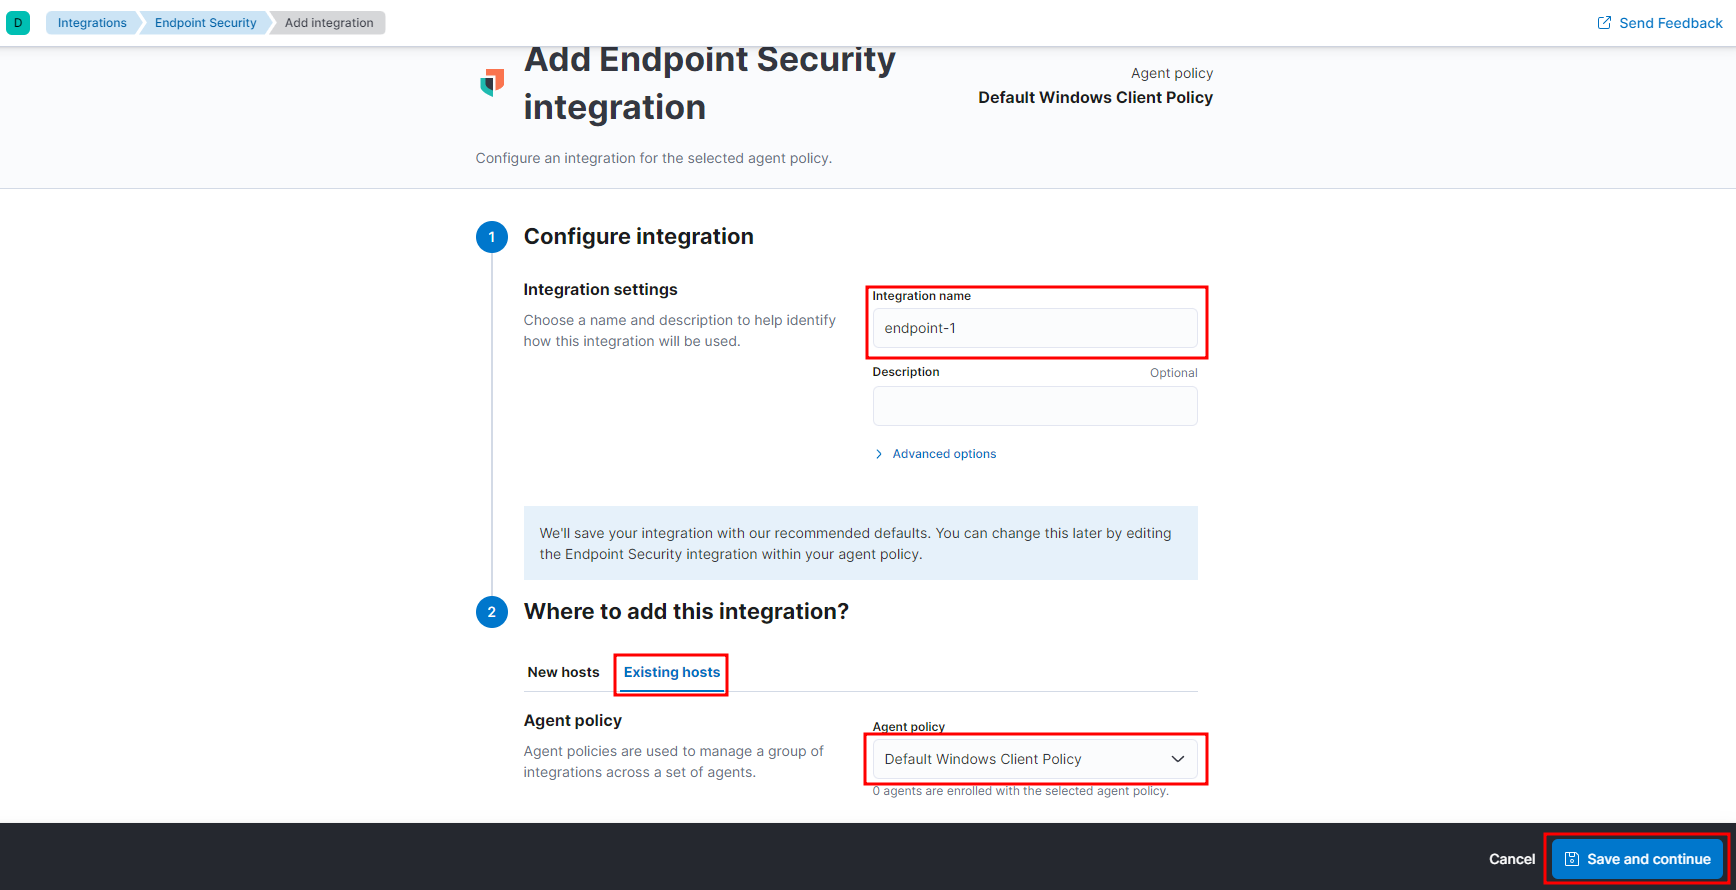 D
Integrations
Endpoint Security
Add integration
Send Feedback
Add Endpoint Security
integration
Agent policy
Default Windows Client Policy
Configure an integration for the selected agent policy.
1
Configure integration
Integration settings
Choose a name and description to help identify
how this integration will be used.
Integration name
endpoint-1
Description
Optional
Advanced options
We'll save your integration with our recommended defaults. You can change this later by editing
the Endpoint Security integration within your agent policy.
2
Where to add this integration?
New hosts
Existing hosts
Agent policy
Agent policies are used to manage a group of
integrations across a set of agents.
Agent policy
Default Windows Client Policy
0 agents are enrolled with the selected agent policy.
Cancel
Save and continue